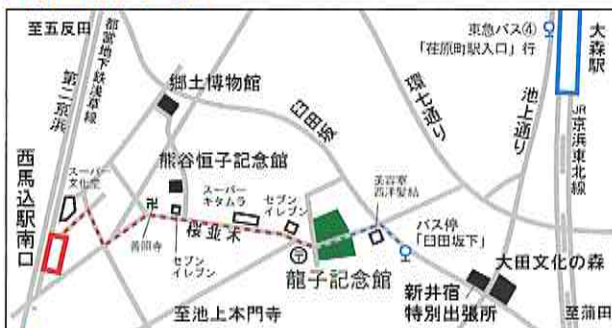 至五反田
都営地下鉄浅草線
第二京浜
西馬込駅南口
スーパー
文化堂
郷土博物館
熊谷恒子記念館
卍
善照寺
セブン
イレブン
スーパー
キタムラ
桜並木
セブン
イレブン
〒
龍子記念館
至池上本門寺
臼田坂
環七通り
池上通り
東急バス④
「荏原町駅入口」行
大森駅
JR京浜東北線
美容室
西洋髪結
バス停
「臼田坂下」
大田文化の森
新井宿
特別出張所
至蒲田